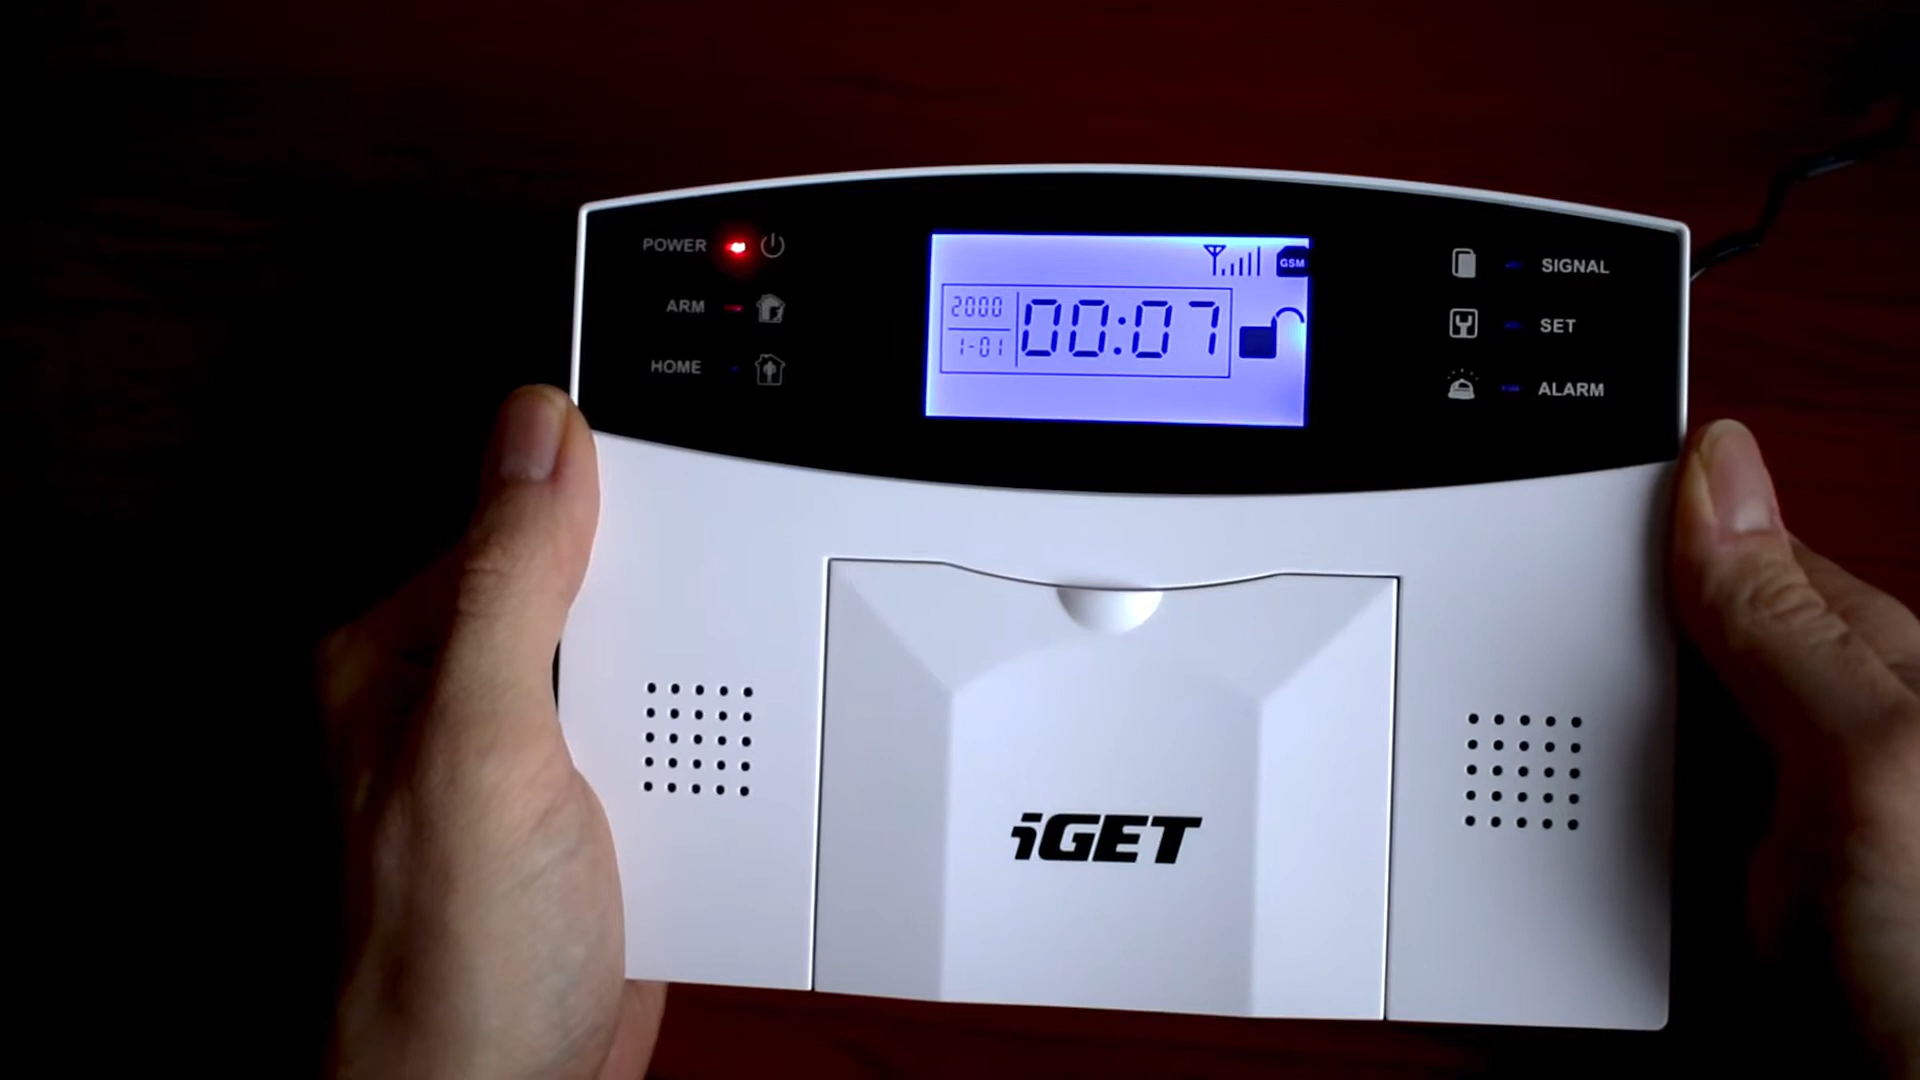 POWER
ARM
HOME
GSM
2000
1-01
00:07
SIGNAL
SET
ALARM
iGET